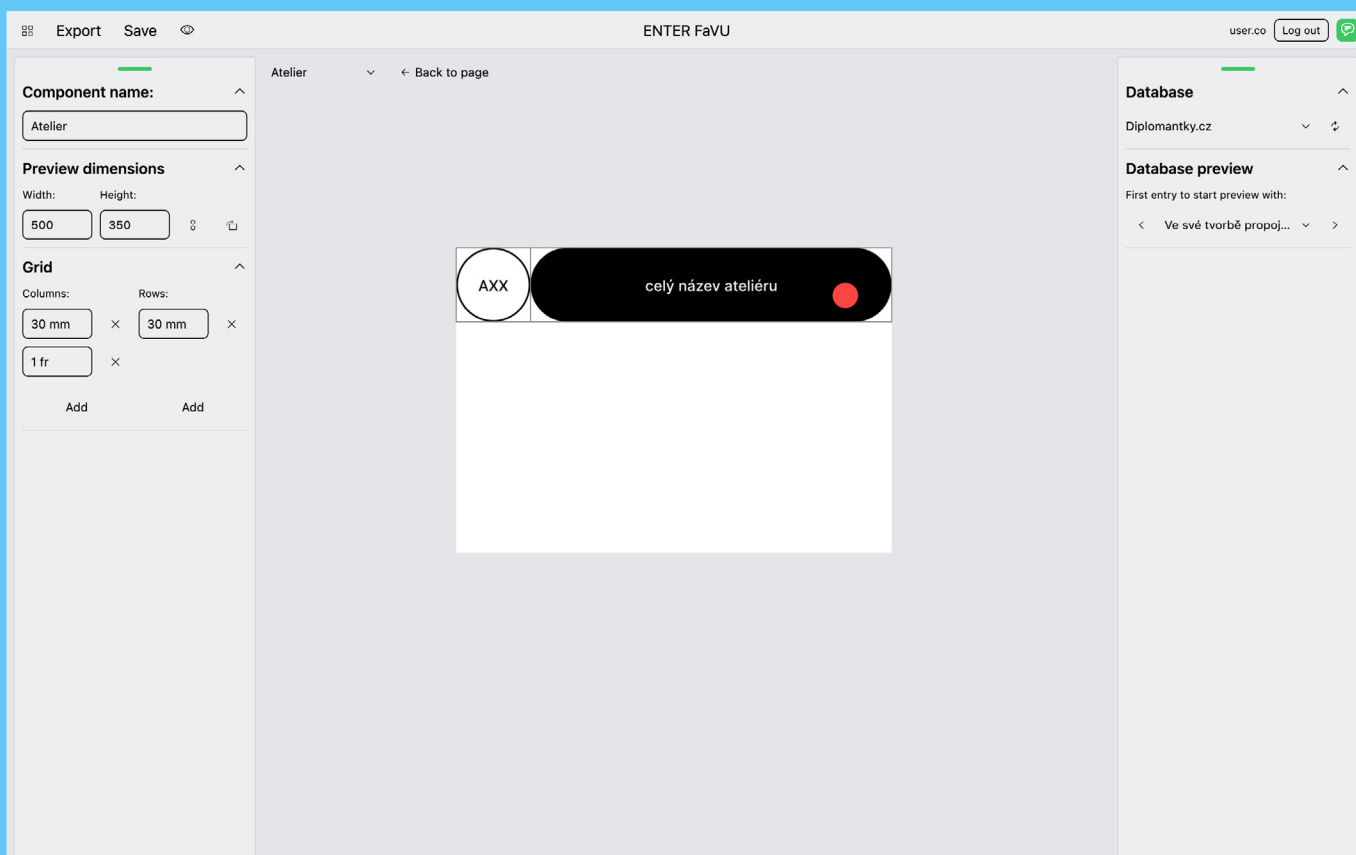 Export Save ENTER FaVU user.co Log out
Component name:
Atelier
Preview dimensions
Width: Height:
500 350
Grid
Columns: Rows:
30 mm 30 mm
1 fr
Add Add
Atelier ← Back to page
AXX celý název ateliéru
Database
Diplomantky.cz
Database preview
First entry to start preview with:
Ve své tvorbě propoj...